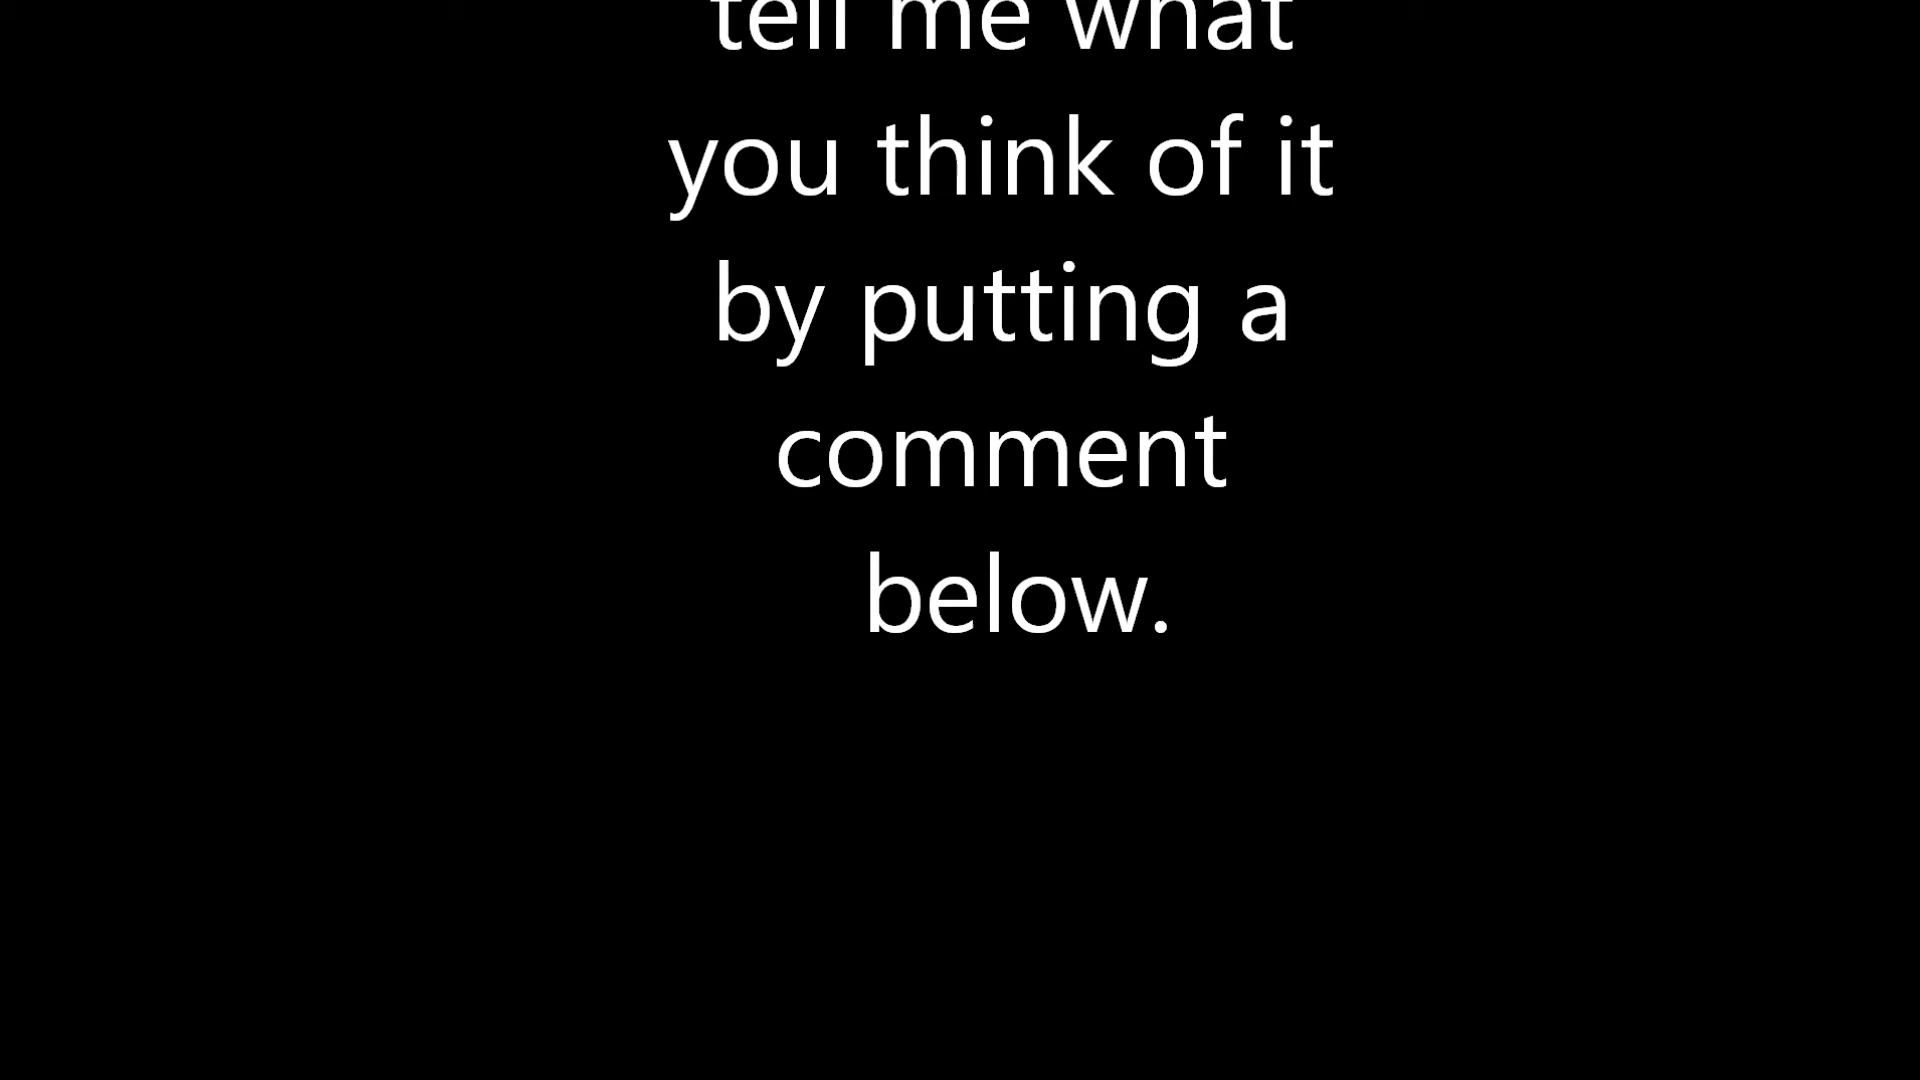 tell me what
you think of it
by putting a
comment
below.